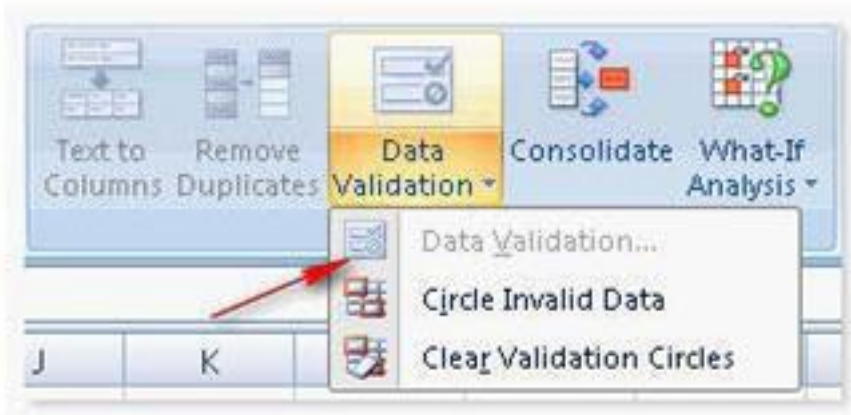 Text to
Columns
Remove
Duplicates
Data
Validation
Consolidate
What-If
Analysis
Data Validation...
Circle Invalid Data
Clear Validation Circles
J
K